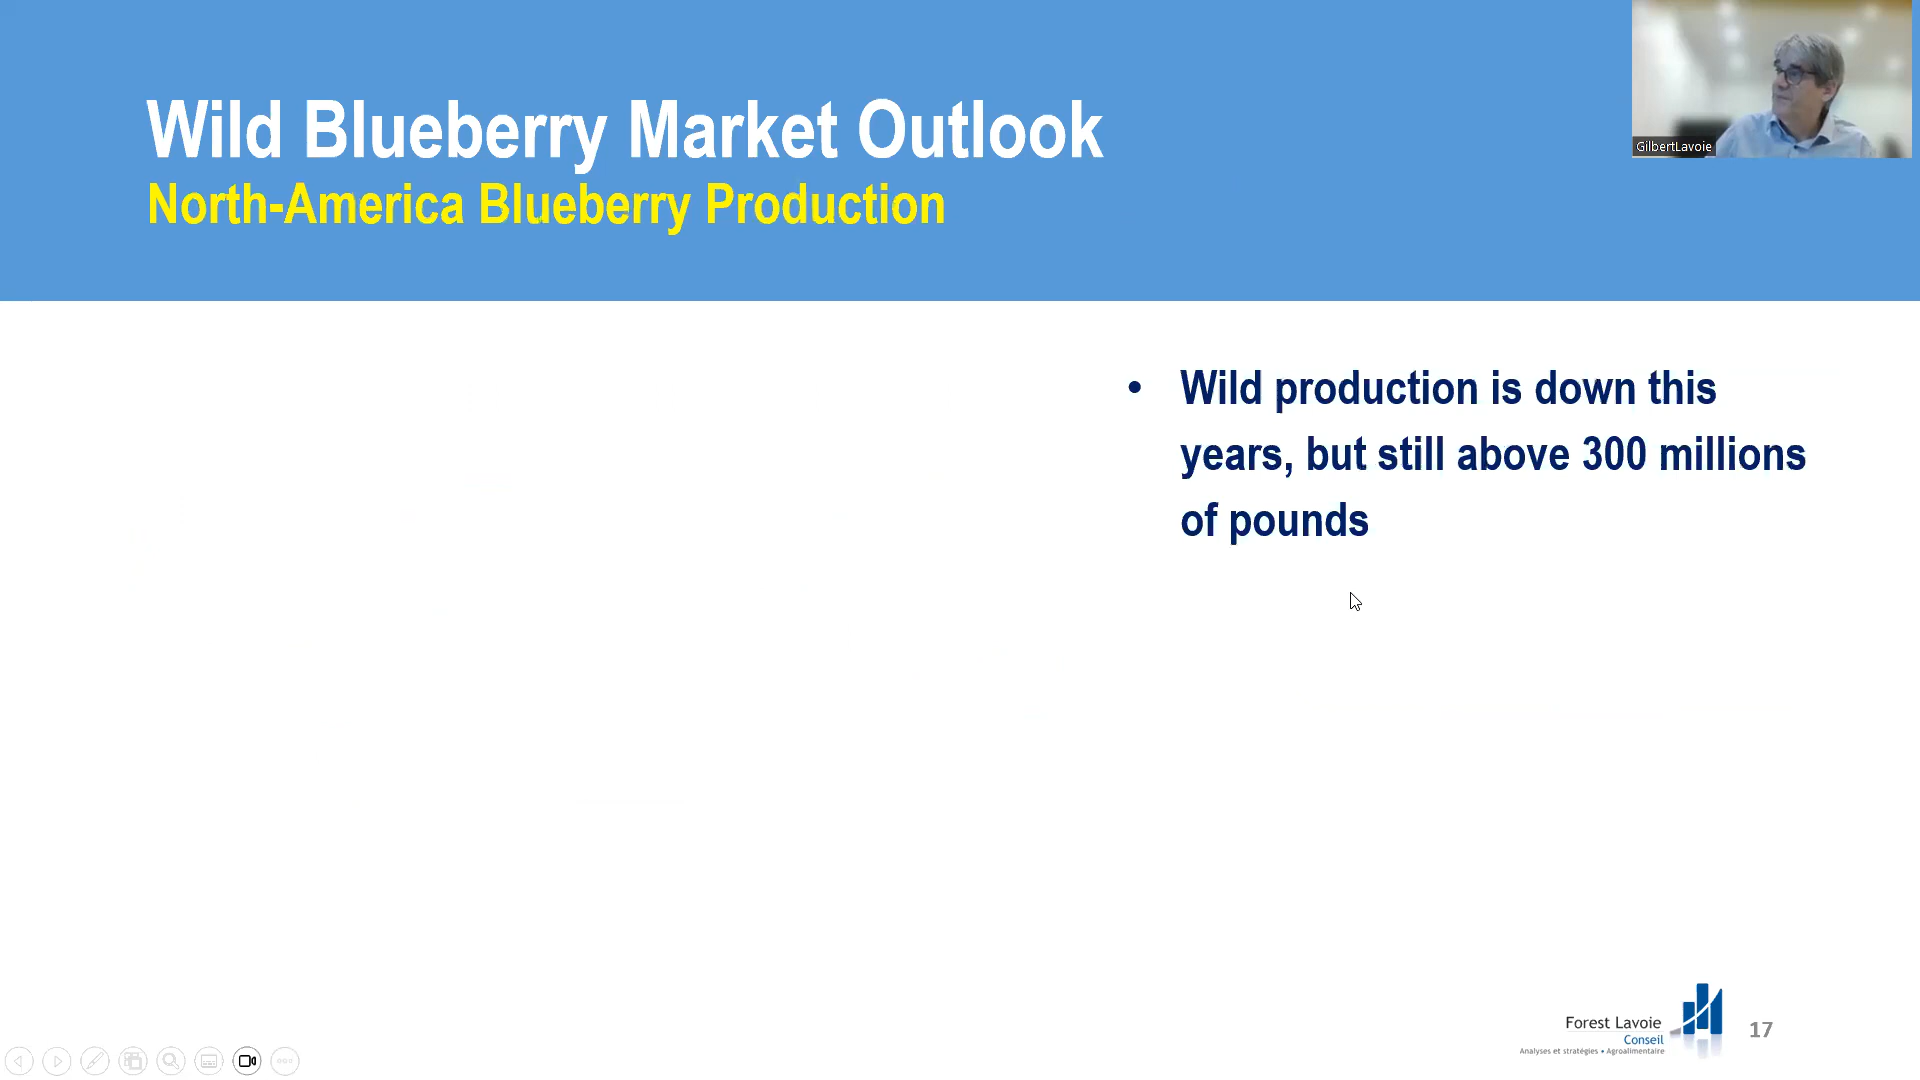 Wild Blueberry Market Outlook
North-America Blueberry Production
GilbertLavoie
• Wild production is down this
years, but still above 300 millions
of pounds
Forest Lavoie
Conseil
Analyses et stratégies • Agroalimentaire
17